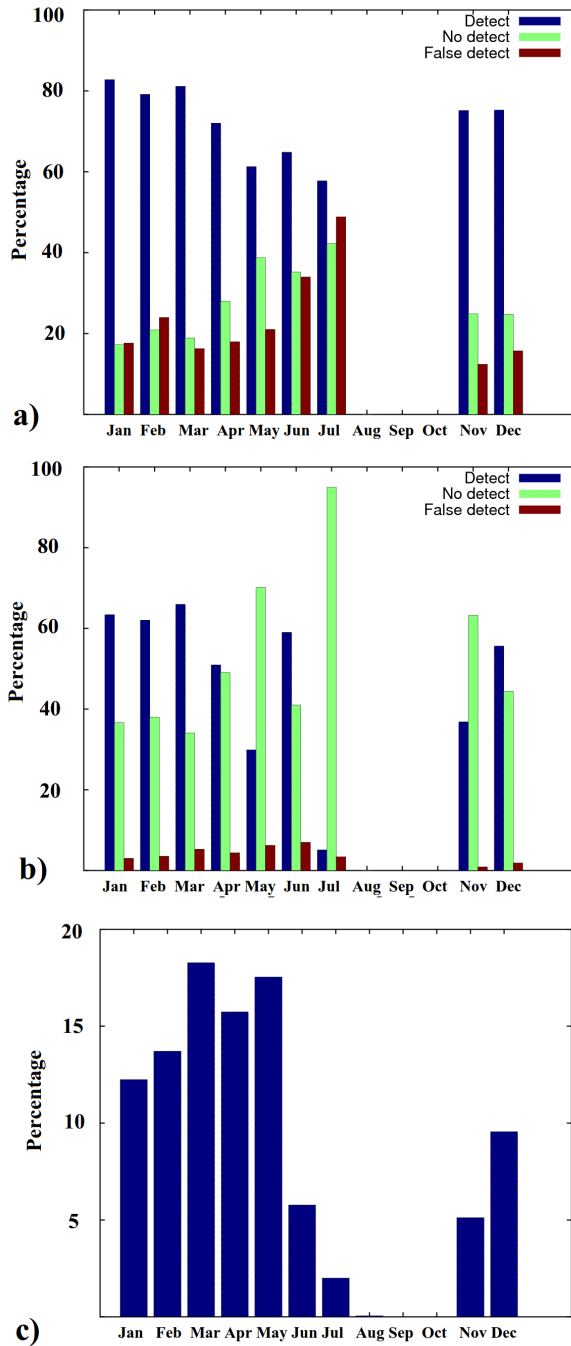 a)
Percentage
100
80
60
40
20
Detect
No detect
False detect
Jan Feb Mar Apr May Jun Jul Aug Sep Oct Nov Dec
b)
Percentage
100
80
60
40
20
Detect
No detect
False detect
Jan Feb Mar Apr May Jun Jul Aug Sep Oct Nov Dec
c)
Percentage
20
15
10
5
Jan Feb Mar Apr May Jun Jul Aug Sep Oct Nov Dec